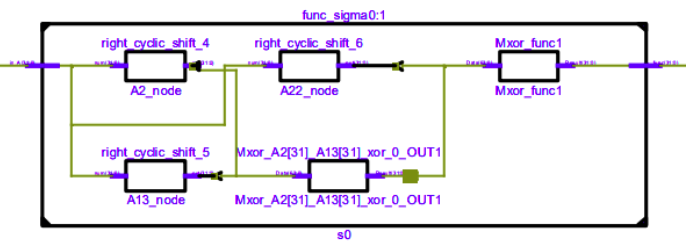 func_sigma0:1
right_cyclic_shift_4
right_cyclic_shift_6
Mxor_func1
A2_node
A22_node
Mxor_func1
right_cyclic_shift_5
Mxor_A2[31]_A13[31]_xor_0_OUT1
A13_node
Mxor_A2[31]_A13[31]_xor_0_OUT1
s0